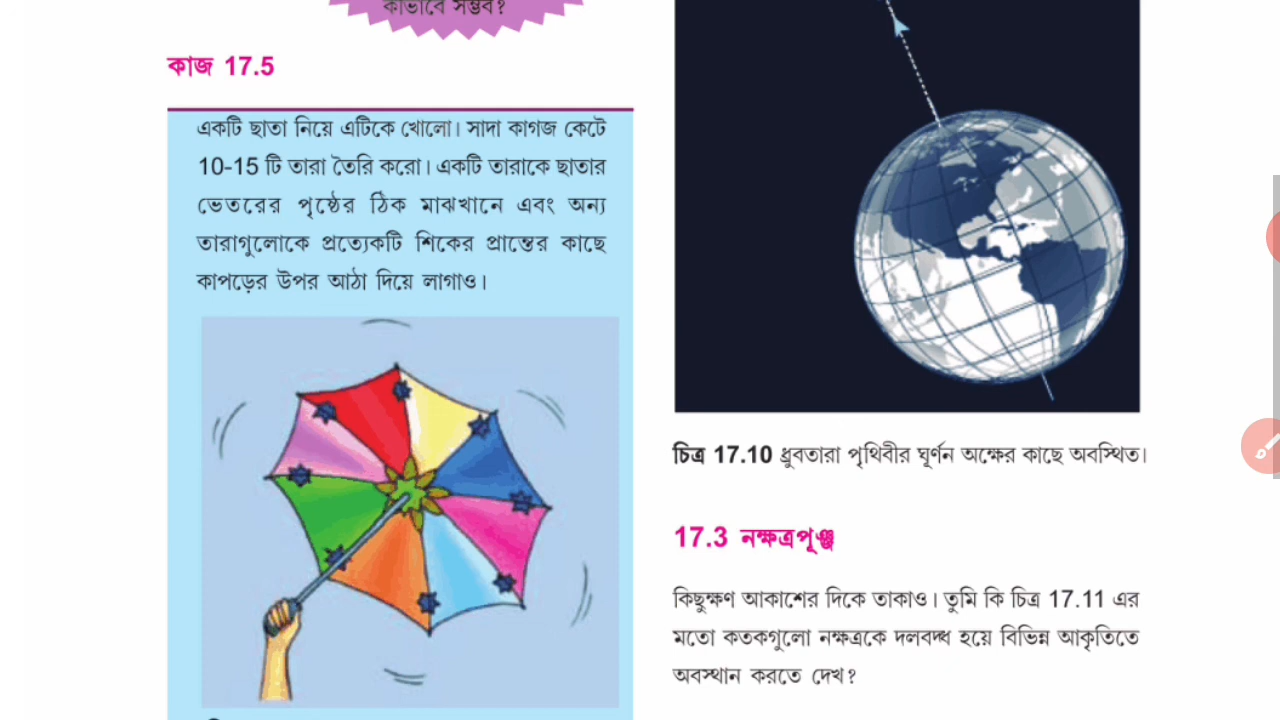 কীভাবে সম্ভব?
কাজ 17.5
একটি ছাতা নিয়ে এটিকে খোলো। সাদা কাগজ কেটে
10-15 টি তারা তৈরি করো। একটি তারাকে ছাতার
ভেতরের পৃষ্ঠের ঠিক মাঝখানে এবং অন্য
তারাগুলোকে প্রত্যেকটি শিকের প্রান্তের কাছে
কাপড়ের উপর আঠা দিয়ে লাগাও।
চিত্র 17.10 ধ্রুবতারা পৃথিবীর ঘূর্ণন অক্ষের কাছে অবস্থিত।
17.3 নক্ষত্রপূঞ্জ
কিছুক্ষণ আকাশের দিকে তাকাও। তুমি কি চিত্র 17.11 এর
মতো কতকগুলো নক্ষত্রকে দলবদ্ধ হয়ে বিভিন্ন আকৃতিতে
অবস্থান করতে দেখ?